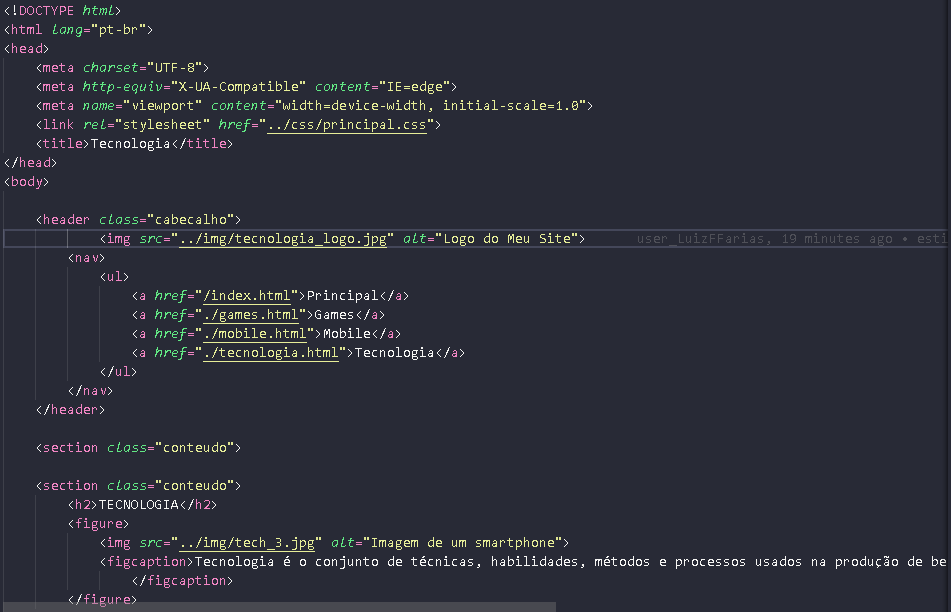 <!DOCTYPE html>
<html lang="pt-br">
<head>
    <meta charset="UTF-8">
    <meta http-equiv="X-UA-Compatible" content="IE=edge">
    <meta name="viewport" content="width=device-width, initial-scale=1.0">
    <link rel="stylesheet" href="../css/principal.css">
    <title>Tecnologia</title>
</head>
<body>
    <header class="cabecalho">
            <img src="../img/tecnologia_logo.jpg" alt="Logo do Meu Site">      user_LuizFFarias, 19 minutes ago • esti
        <nav>
            <ul>
                <a href="/index.html">Principal</a>
                <a href="./games.html">Games</a>
                <a href="./mobile.html">Mobile</a>
                <a href="./tecnologia.html">Tecnologia</a>
            </ul>
        </nav>
    </header>
    <section class="conteudo">
    <section class="conteudo">
        <h2>TECNOLOGIA</h2>
        <figure>
            <img src="../img/tech_3.jpg" alt="Imagem de um smartphone">
            <figcaption>Tecnologia é o conjunto de técnicas, habilidades, métodos e processos usados na produção de be
                </figcaption>
        </figure>